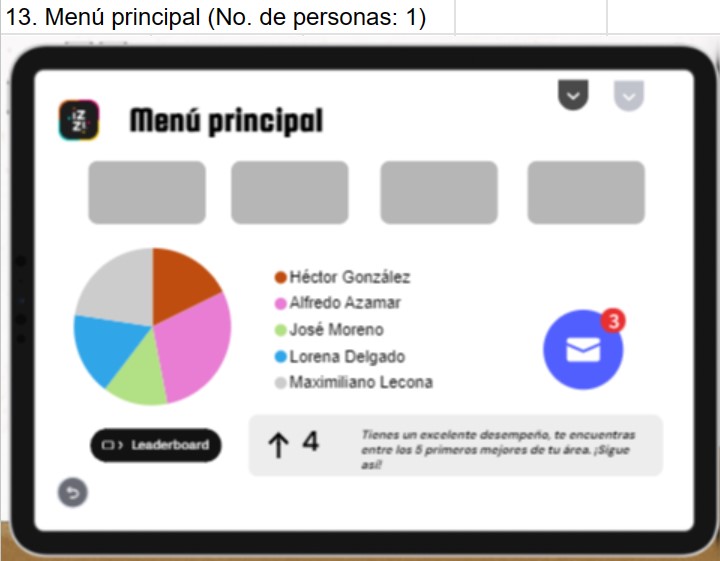 13. Menú principal (No. de personas: 1)
iZ
Z!
Menú principal
Héctor González
Alfredo Azamar
José Moreno
Lorena Delgado
Maximiliano Lecona
3
Leaderboard
4
Tienes un excelente desempeño, te encuentras
entre los 5 primeros mejores de tu área. ¡Sigue
así!